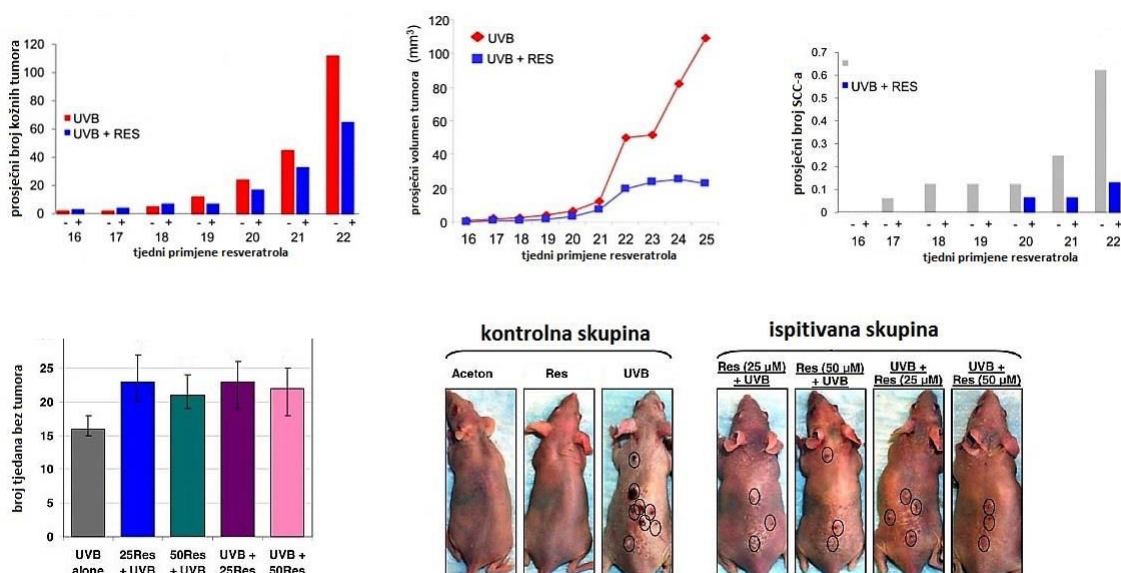 prosječni broj kožnih tumora
120
100
80
60
40
20
0
UVB
UVB + RES
- + - + - + - + - + - + - +
16 17 18 19 20 21 22
tjedni primjene resveratrola
prosječni volumen tumora (mm³)
120
100
80
60
40
20
0
UVB
UVB + RES
16 17 18 19 20 21 22 23 24 25
tjedni primjene resveratrola
prosječni broj SCC-a
0.7
0.6
0.5
0.4
0.3
0.2
0.1
0
UVB + RES
- + - + - + - + - + - + - +
16 17 18 19 20 21 22
tjedni primjene resveratrola
broj tjedana bez tumora
25
20
15
10
5
0
UVB
alone
25Res
+ UVB
50Res
+ UVB
UVB +
25Res
UVB +
50Res
kontrolna skupina
Aceton
Res
UVB
ispitivana skupina
Res (25 µM)
+ UVB
Res (50 µM)
+ UVB
UVB +
Res (25 µM)
UVB +
Res (50 µM)